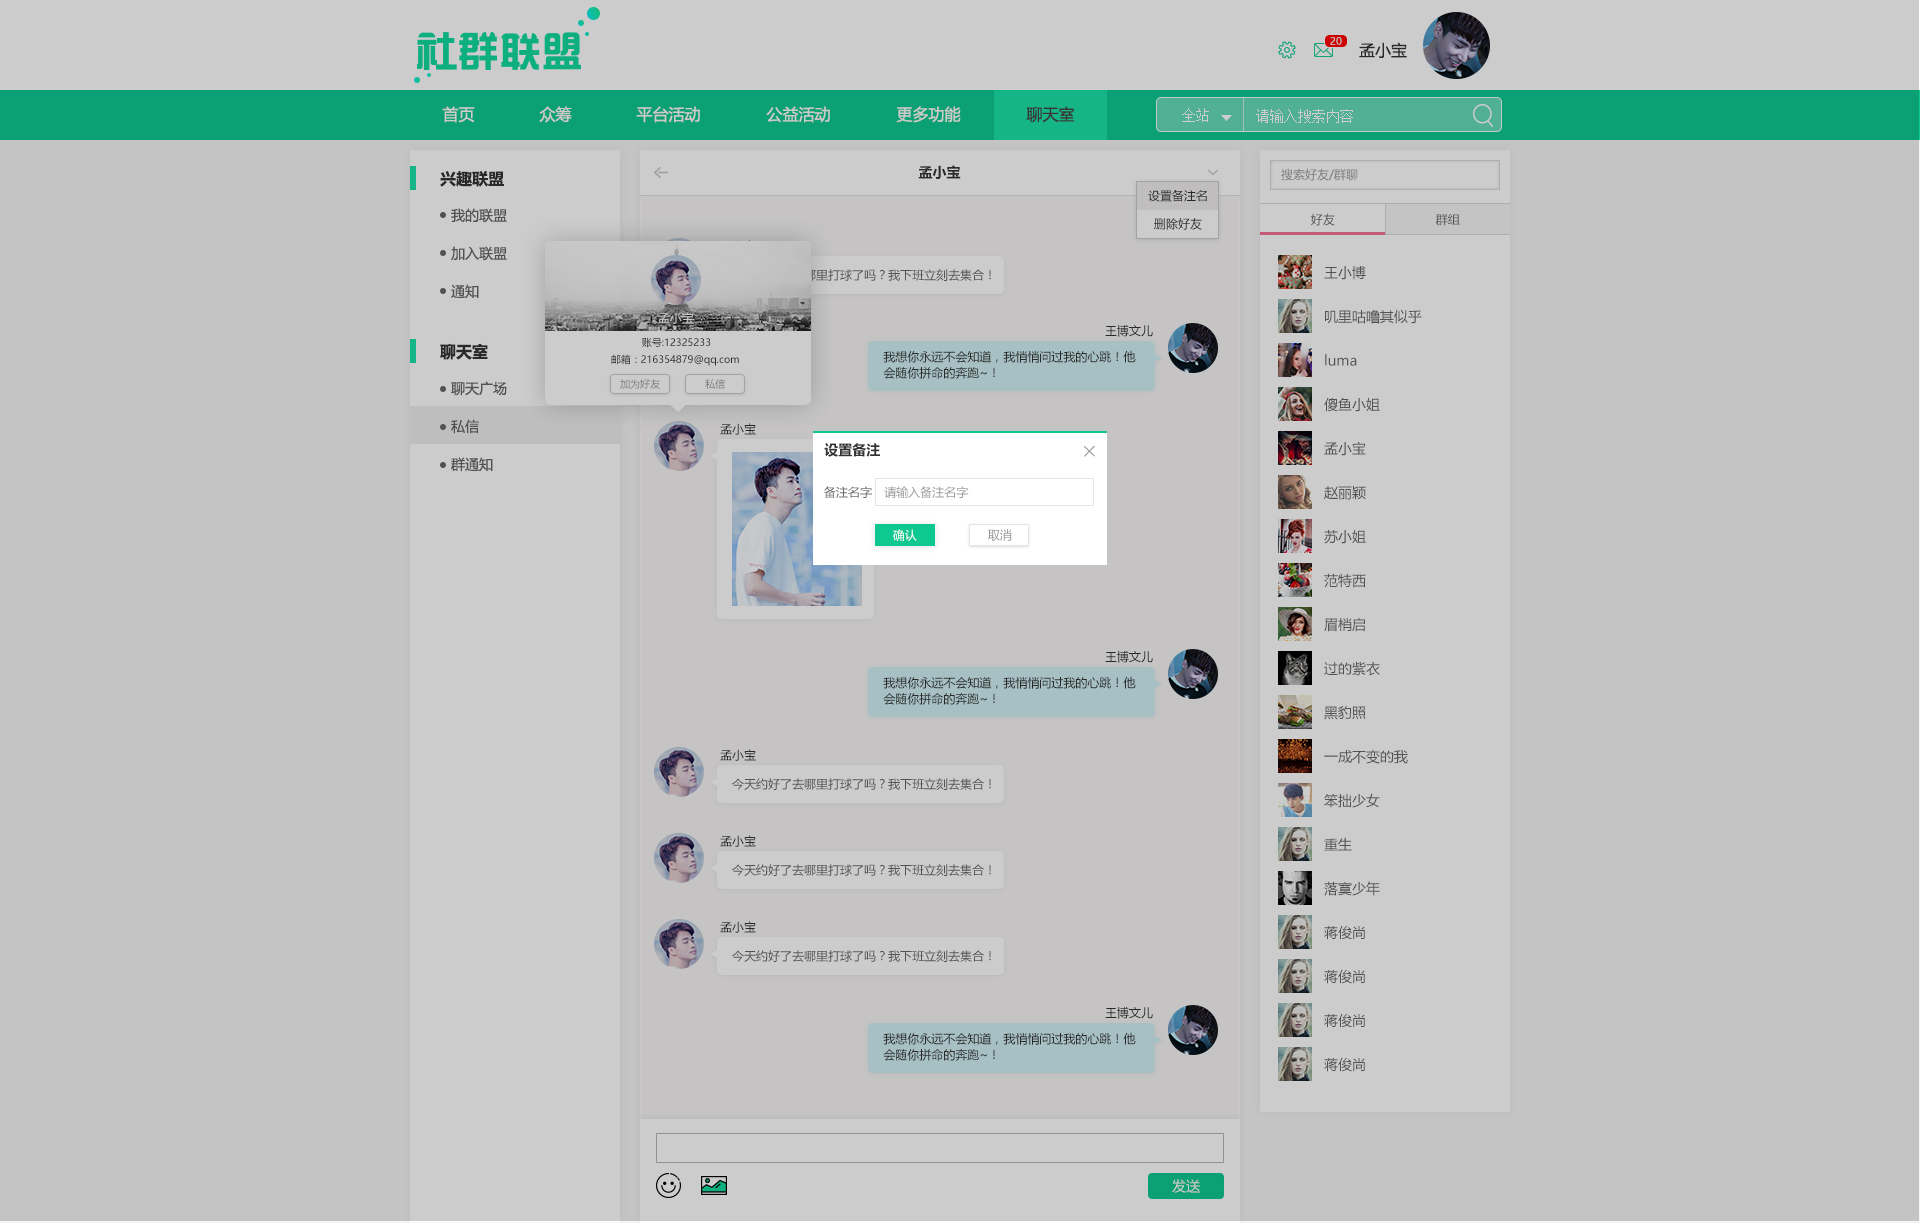 社群联盟
20
孟小宝
首页
众筹
平台活动
公益活动
更多功能
聊天室
全站
请输入搜索内容
兴趣联盟
我的联盟
加入联盟
通知
聊天室
聊天广场
私信
群通知
孟小宝
设置备注名
删除好友
哪里打球了吗？我下班立刻去集合！
孟小宝
账号:12325233
邮箱：216354879@qq.com
加为好友
私信
王博文儿
我想你永远不会知道，我悄悄问过我的心跳！他
会随你拼命的奔跑~！
孟小宝
设置备注
备注名字
请输入备注名字
确认
取消
王博文儿
我想你永远不会知道，我悄悄问过我的心跳！他
会随你拼命的奔跑~！
孟小宝
今天约好了去哪里打球了吗？我下班立刻去集合！
孟小宝
今天约好了去哪里打球了吗？我下班立刻去集合！
孟小宝
今天约好了去哪里打球了吗？我下班立刻去集合！
王博文儿
我想你永远不会知道，我悄悄问过我的心跳！他
会随你拼命的奔跑~！
发送
搜索好友/群聊
好友
群组
王小博
叽里咕噜其似乎
luma
傻鱼小姐
孟小宝
赵丽颖
苏小姐
范特西
眉梢启
过的紫衣
黑豹照
一成不变的我
笨拙少女
重生
落寞少年
蒋俊尚
蒋俊尚
蒋俊尚
蒋俊尚